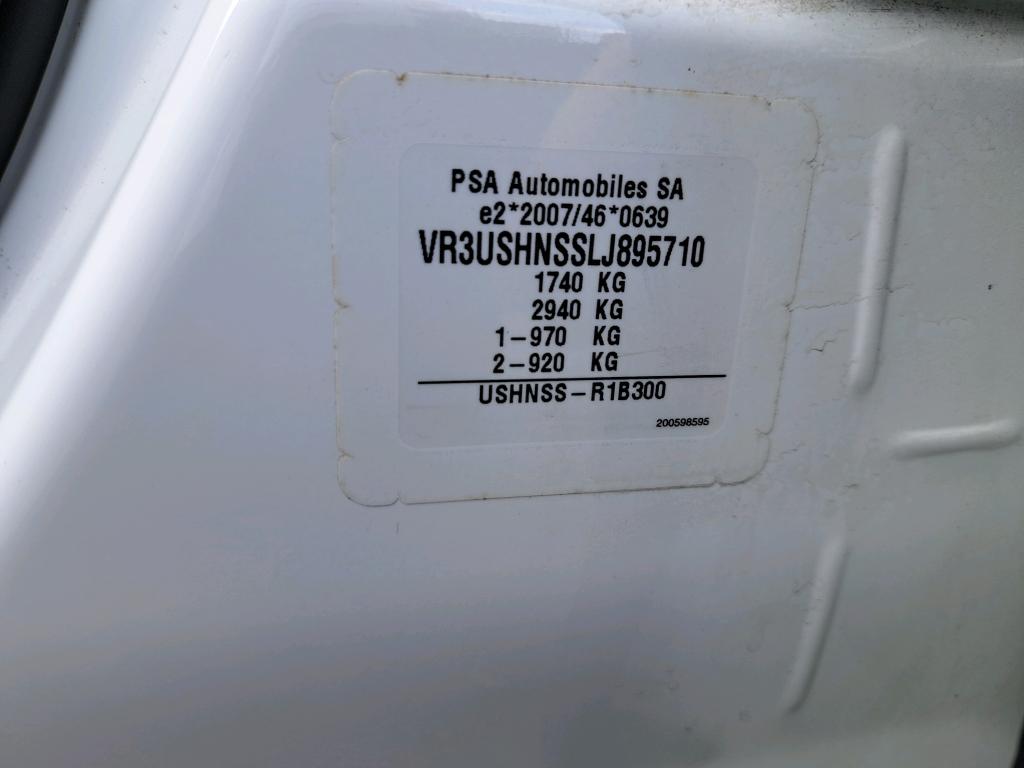 PSA Automobiles SA
e2*2007/46*0639
VR3USHNSSLJ895710
1740 KG
2940 KG
1-970 KG
2-920 KG
USHNSS-R1B300
200598595